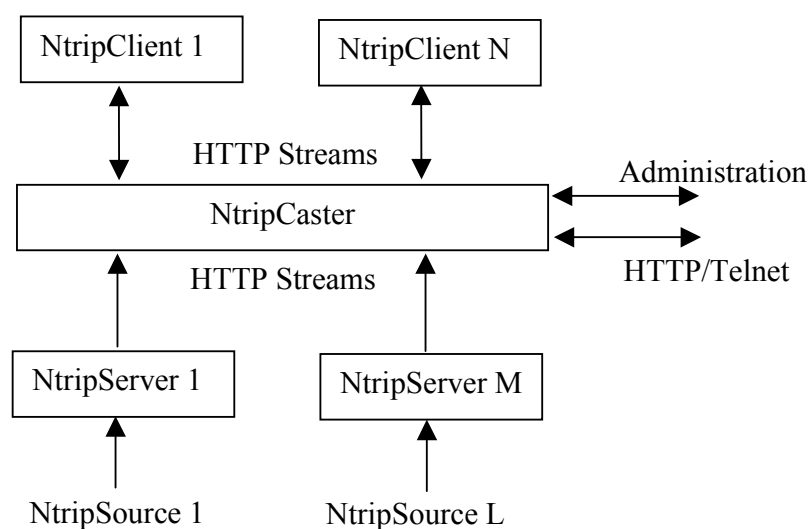 NtripClient 1
NtripClient N
HTTP Streams
Administration
NtripCaster
HTTP Streams
HTTP/Telnet
NtripServer 1
NtripServer M
NtripSource 1
NtripSource L